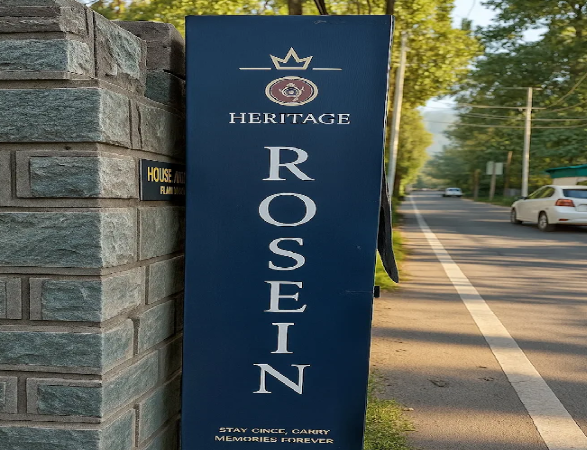 HERITAGE
ROSEIN
STAY CINCE, CARRY
MEMORIES FOREVER
HOUSE